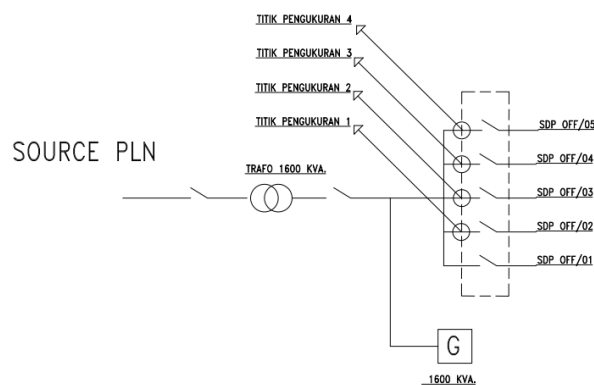 TITIK PENGUKURAN 4
TITIK PENGUKURAN 3
TITIK PENGUKURAN 2
TITIK PENGUKURAN 1
SOURCE PLN
TRAFO 1600 KVA.
SDP OFF/05
SDP OFF/04
SDP OFF/03
SDP OFF/02
SDP OFF/01
G
1600 KVA.